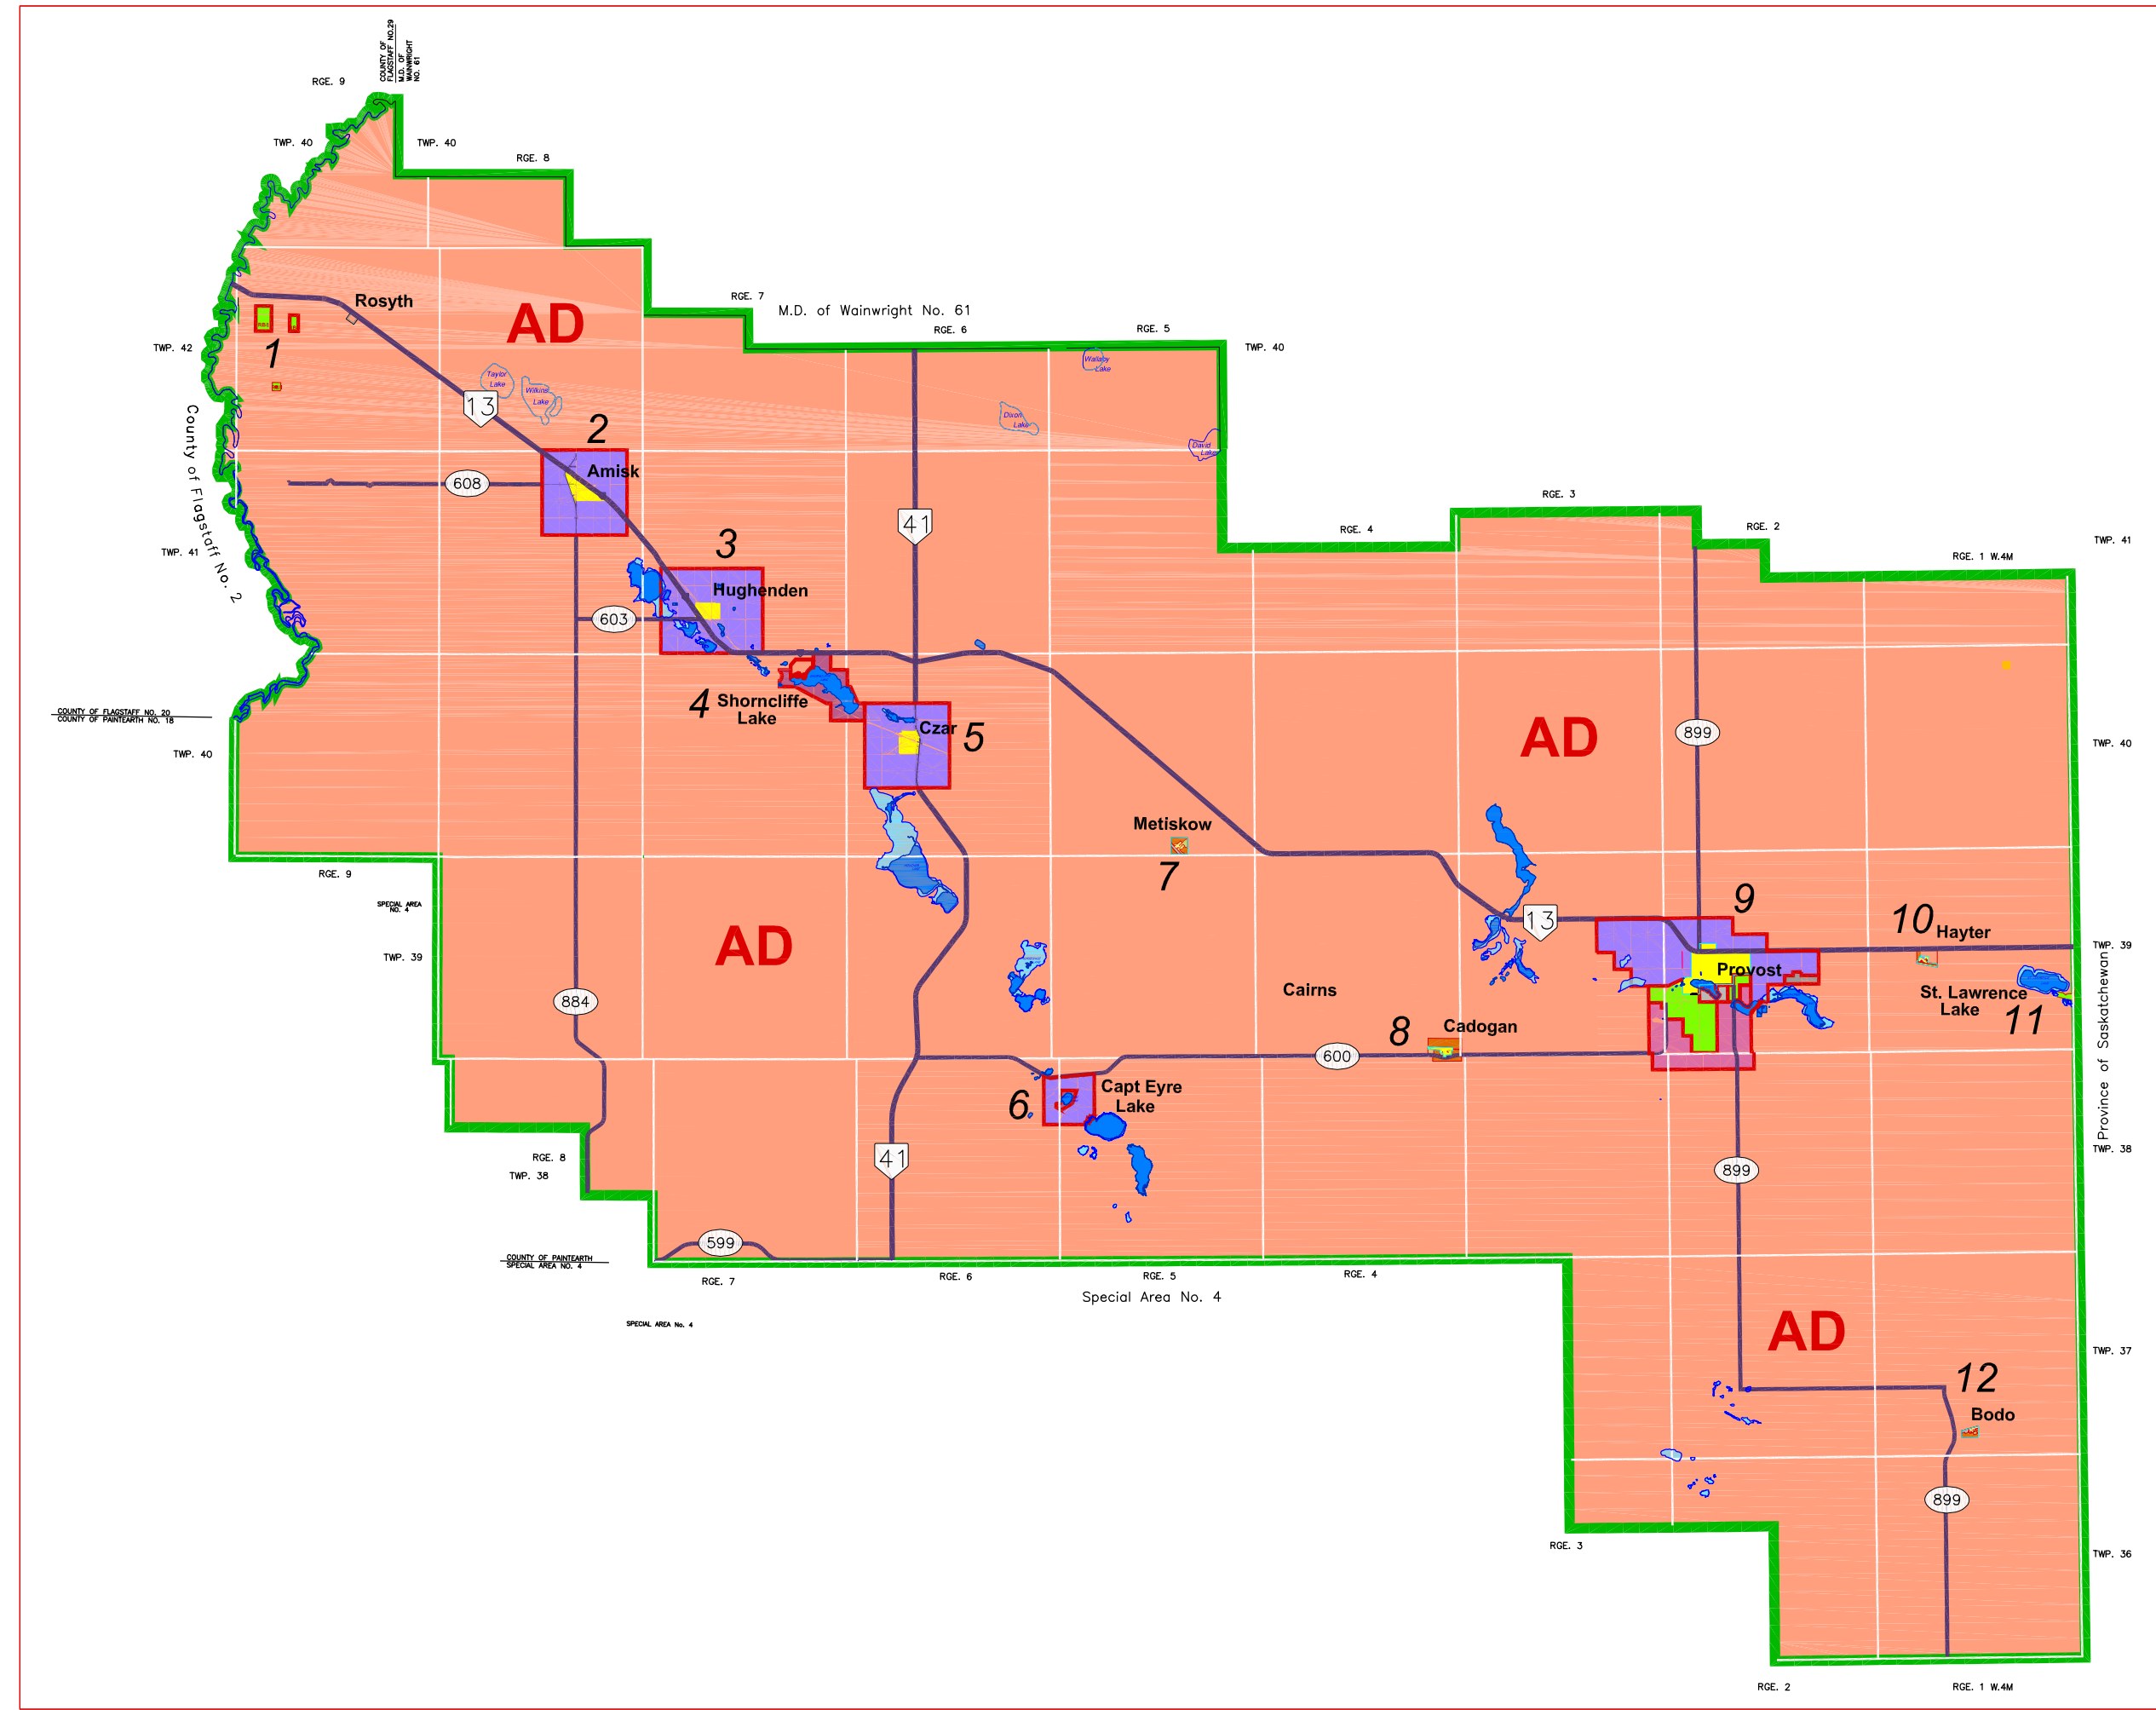 COUNTY OF
FLAGSTAFF NO.29
M.D. OF
WAINWRIGHT
NO. 61
RGE. 9
TWP. 40
TWP. 40
RGE. 8
RGE. 7
M.D. of Wainwright No. 61
RGE. 6
RGE. 5
TWP. 40
Rosyth
AD
1
TWP. 42
Taylor
Lake
Wilkins
Lake
Wallaby
Lake
Dixon
Lake
David
Lake
13
2
Amisk
608
County of Flagstaff No. 2
41
RGE. 3
RGE. 4
RGE. 2
RGE. 1 W.4M
TWP. 41
TWP. 41
3
Hughenden
603
4
Shorncliffe
Lake
COUNTY OF FLAGSTAFF NO. 20
COUNTY OF PAINTEARTH NO. 18
TWP. 40
Czar
5
AD
899
TWP. 40
Metiskow
7
RGE. 9
SPECIAL AREA
NO. 4
TWP. 39
AD
13
9
10
Hayter
TWP. 39
Provost
St. Lawrence
Lake
11
884
Cairns
8
Cadogan
600
6
Capt Eyre
Lake
Province of Saskatchewan
TWP. 38
RGE. 8
TWP. 38
41
899
599
COUNTY OF PAINTEARTH
SPECIAL AREA NO. 4
RGE. 7
RGE. 6
RGE. 5
RGE. 4
Special Area No. 4
SPECIAL AREA No. 4
AD
TWP. 37
12
Bodo
899
RGE. 3
TWP. 36
RGE. 2
RGE. 1 W.4M